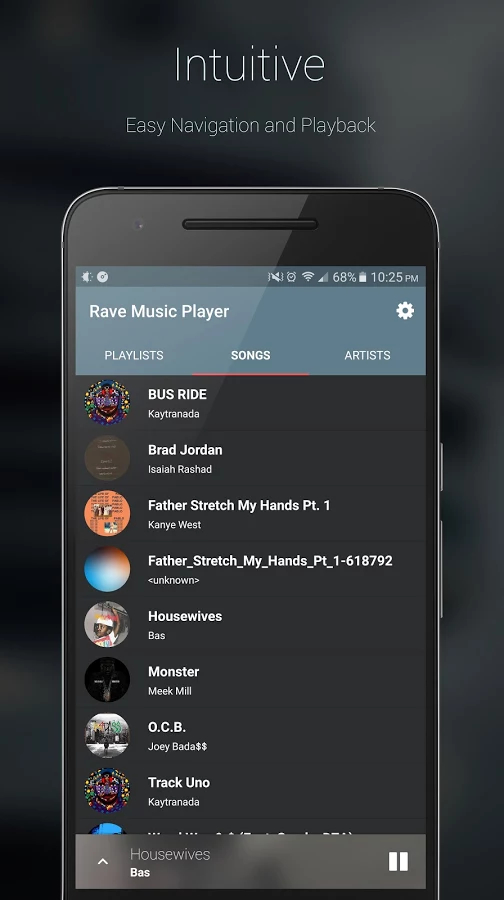 Intuitive
Easy Navigation and Playback
68% 10:25 PM
Rave Music Player
PLAYLISTS SONGS ARTISTS
BUS RIDE
Kaytranada
Brad Jordan
Isaiah Rashad
Father Stretch My Hands Pt. 1
Kanye West
Father_Stretch_My_Hands_Pt_1-618792
<unknown>
Housewives
Bas
Monster
Meek Mill
O.C.B.
Joey Bada$$
Track Uno
Kaytranada
Housewives
Bas